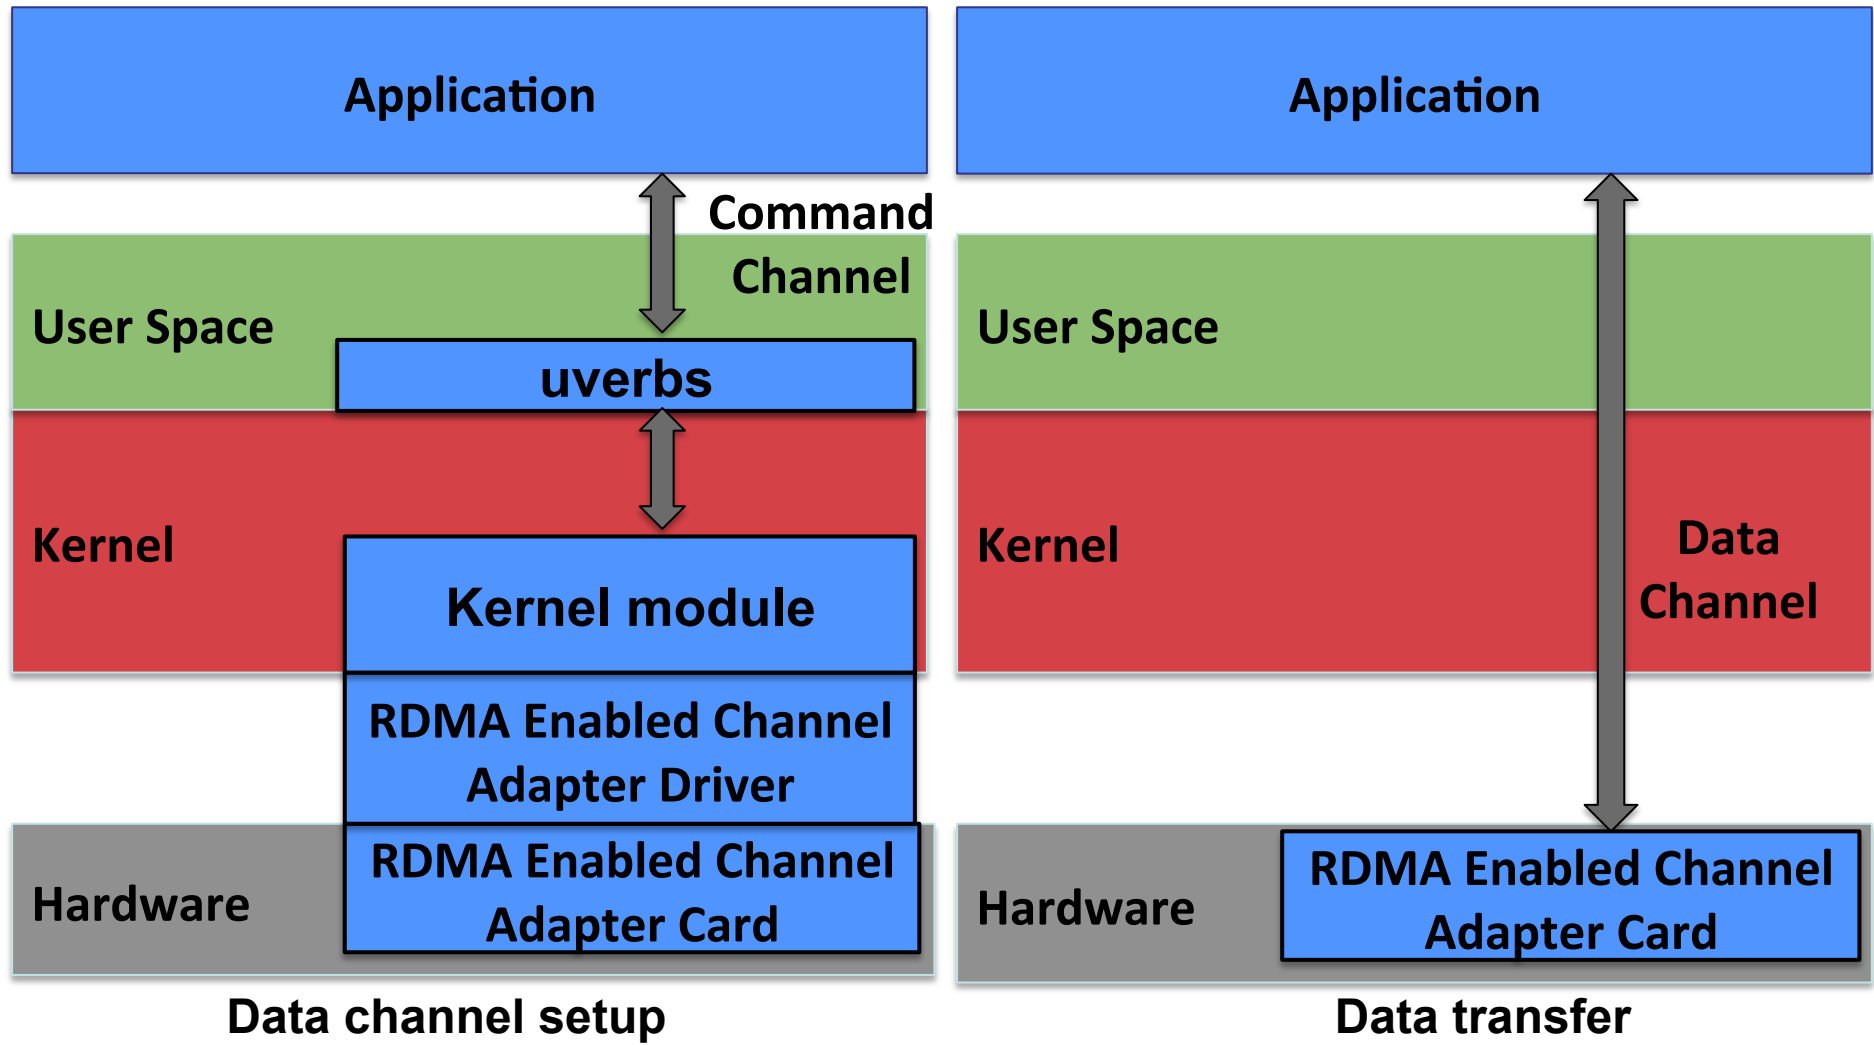 Application
Command
Channel
User Space
uverbs
Kernel
Kernel module
RDMA Enabled Channel
Adapter Driver
Hardware
RDMA Enabled Channel
Adapter Card
Data channel setup
Application
User Space
Kernel
Data
Channel
Hardware
RDMA Enabled Channel
Adapter Card
Data transfer